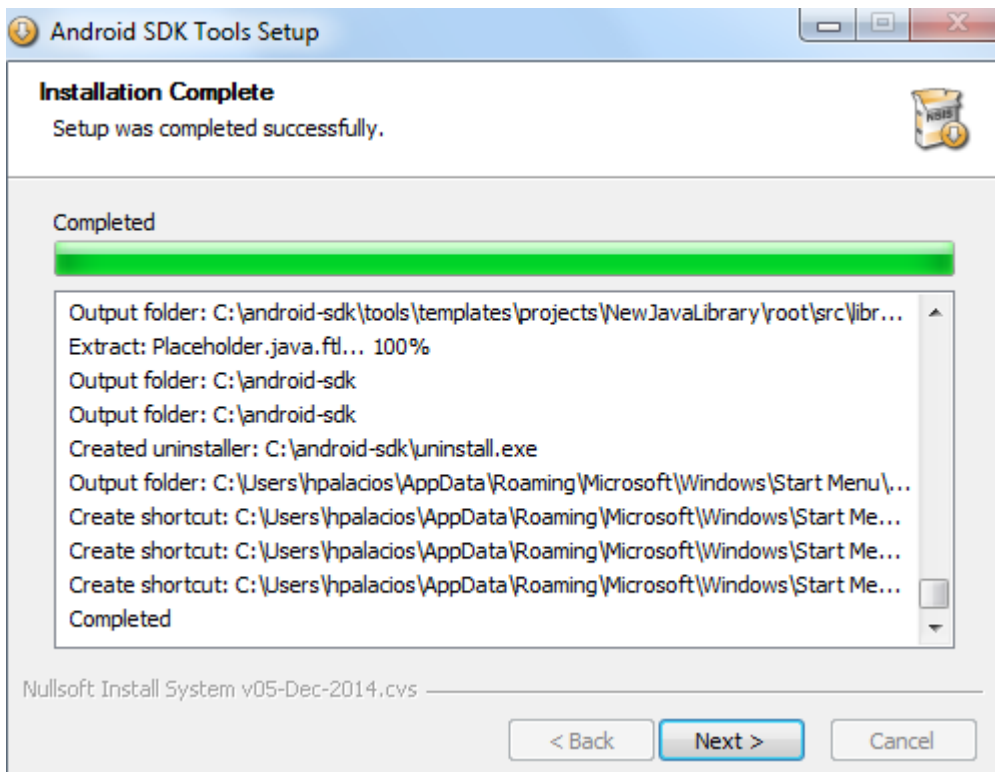 Android SDK Tools Setup
Installation Complete
Setup was completed successfully.
NSIS
Completed
Output folder: C:\android-sdk\tools\templates\projects\NewJavaLibrary\root\src\libr...
Extract: Placeholder.java.ftl... 100%
Output folder: C:\android-sdk
Output folder: C:\android-sdk
Created uninstaller: C:\android-sdk\uninstall.exe
Output folder: C:\Users\hpalacios\AppData\Roaming\Microsoft\Windows\Start Menu\...
Create shortcut: C:\Users\hpalacios\AppData\Roaming\Microsoft\Windows\Start Me...
Create shortcut: C:\Users\hpalacios\AppData\Roaming\Microsoft\Windows\Start Me...
Create shortcut: C:\Users\hpalacios\AppData\Roaming\Microsoft\Windows\Start Me...
Completed
Nullsoft Install System v05-Dec-2014.cvs
< Back Next > Cancel